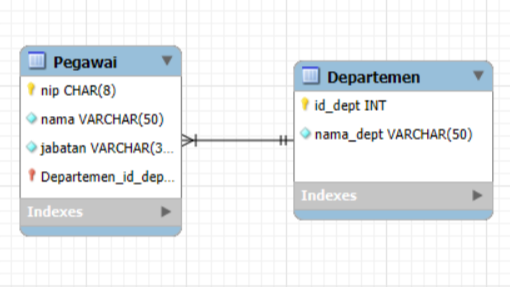 Pegawai
nip CHAR(8)
nama VARCHAR(50)
jabatan VARCHAR(3...
Departemen_id_dep...
Indexes
Departemen
id_dept INT
nama_dept VARCHAR(50)
Indexes